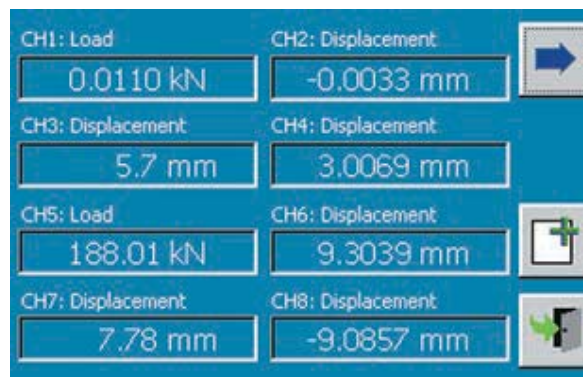 CH1: Load CH2: Displacement
0.0110 kN -0.0033 mm
CH3: Displacement CH4: Displacement
5.7 mm 3.0069 mm
CH5: Load CH6: Displacement
188.01 kN 9.3039 mm
CH7: Displacement CH8: Displacement
7.78 mm -9.0857 mm